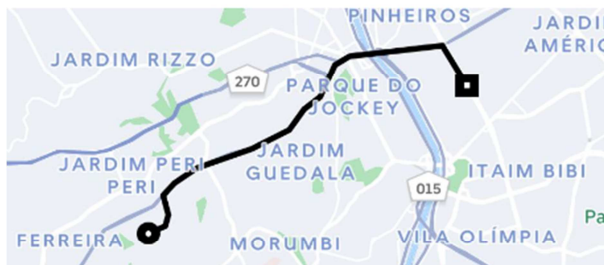 PINHEIROS
JARDI
AMÉRIC
JARDIM RIZZO
270
PARQUE DO
JOCKEY
JARDIM PERI
PERI
JARDIM
GUEDALA
ITAIM BIBI
015
Pa
FERREIRA
MORUMBI
VILA OLÍMPIA